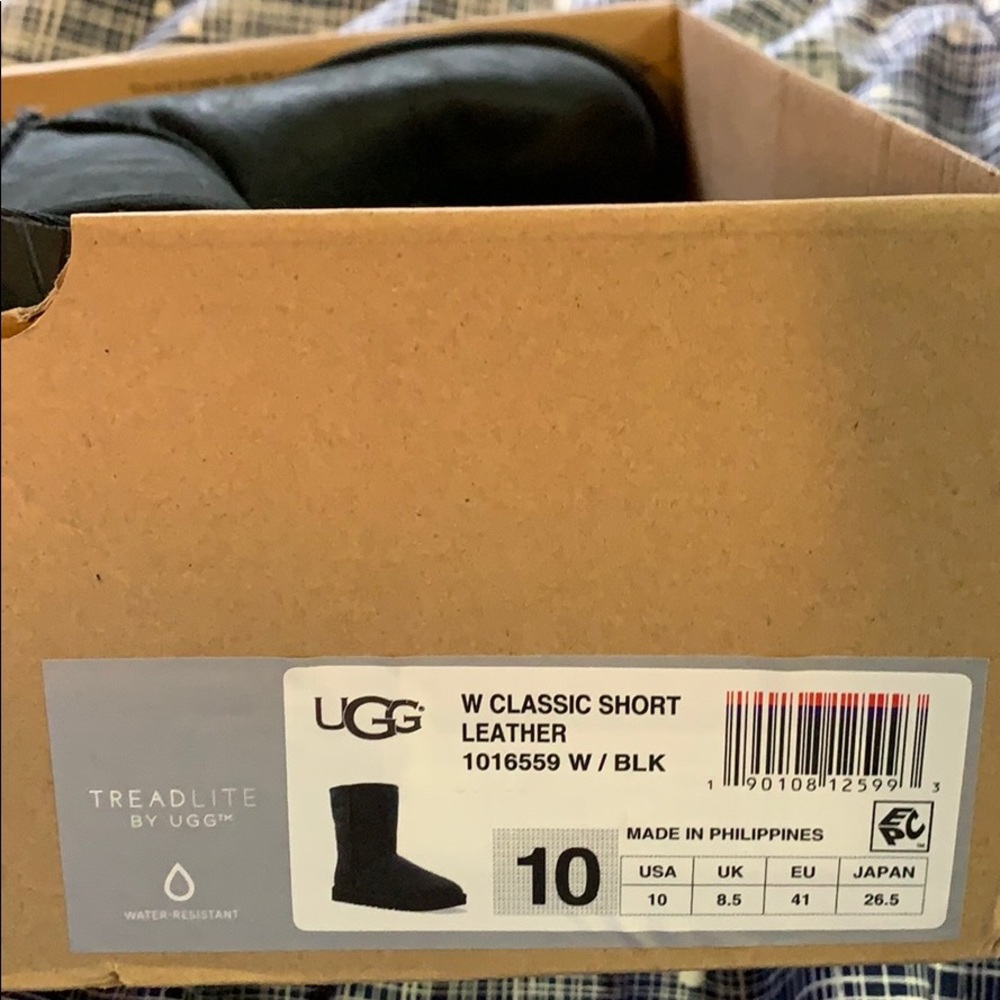 UGG
W CLASSIC SHORT
LEATHER
1016559 W / BLK
1 90108 12599 3
TREADLITE
BY UGG™
WATER-RESISTANT
10
MADE IN PHILIPPINES
EPC™
USA UK EU JAPAN
10 8.5 41 26.5